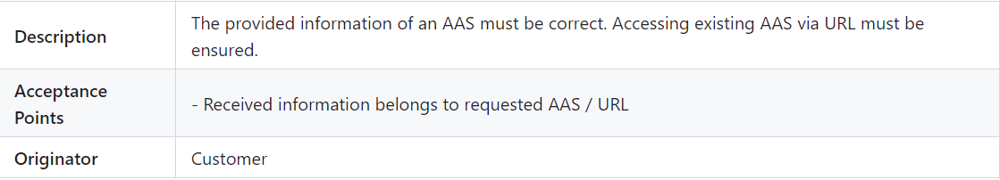 Description
The provided information of an AAS must be correct. Accessing existing AAS via URL must be
ensured.
Acceptance
Points
- Received information belongs to requested AAS / URL
Originator
Customer